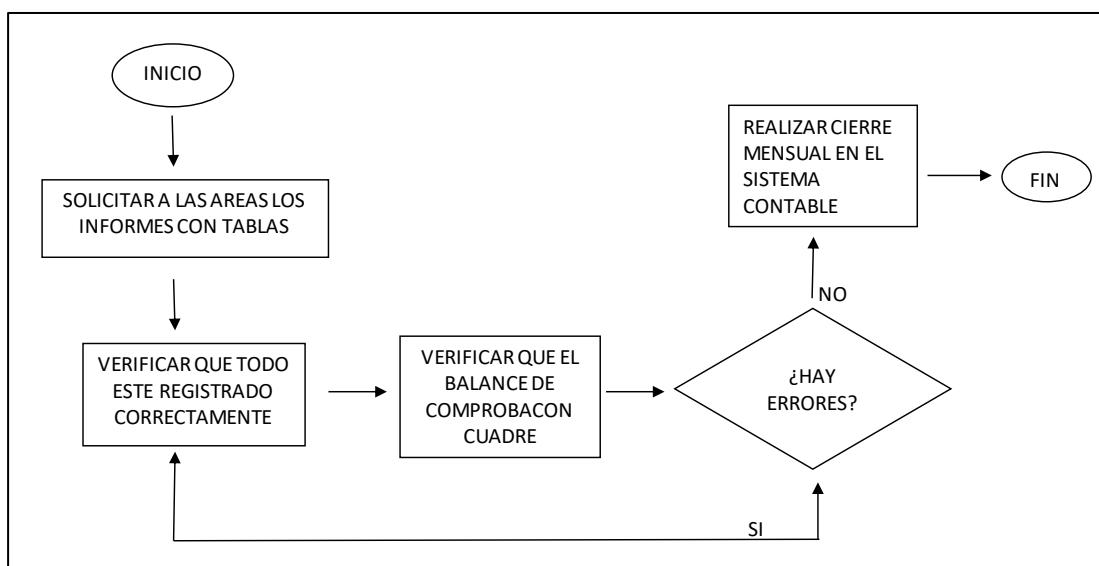 INICIO
SOLICITAR A LAS AREAS LOS
INFORMES CON TABLAS
VERIFICAR QUE TODO
ESTE REGISTRADO
CORRECTAMENTE
VERIFICAR QUE EL
BALANCE DE
COMPROBACON
CUADRE
¿HAY
ERRORES?
SI
NO
REALIZAR CIERRE
MENSUAL EN EL
SISTEMA
CONTABLE
FIN